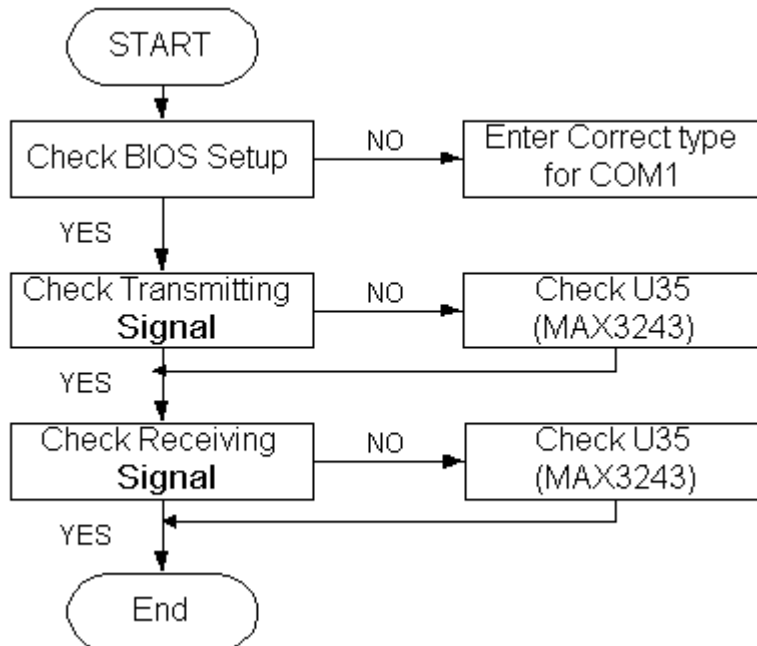 START
Check BIOS Setup
NO
Enter Correct type
for COM1
YES
Check Transmitting
Signal
NO
Check U35
(MAX3243)
YES
Check Receiving
Signal
NO
Check U35
(MAX3243)
YES
End